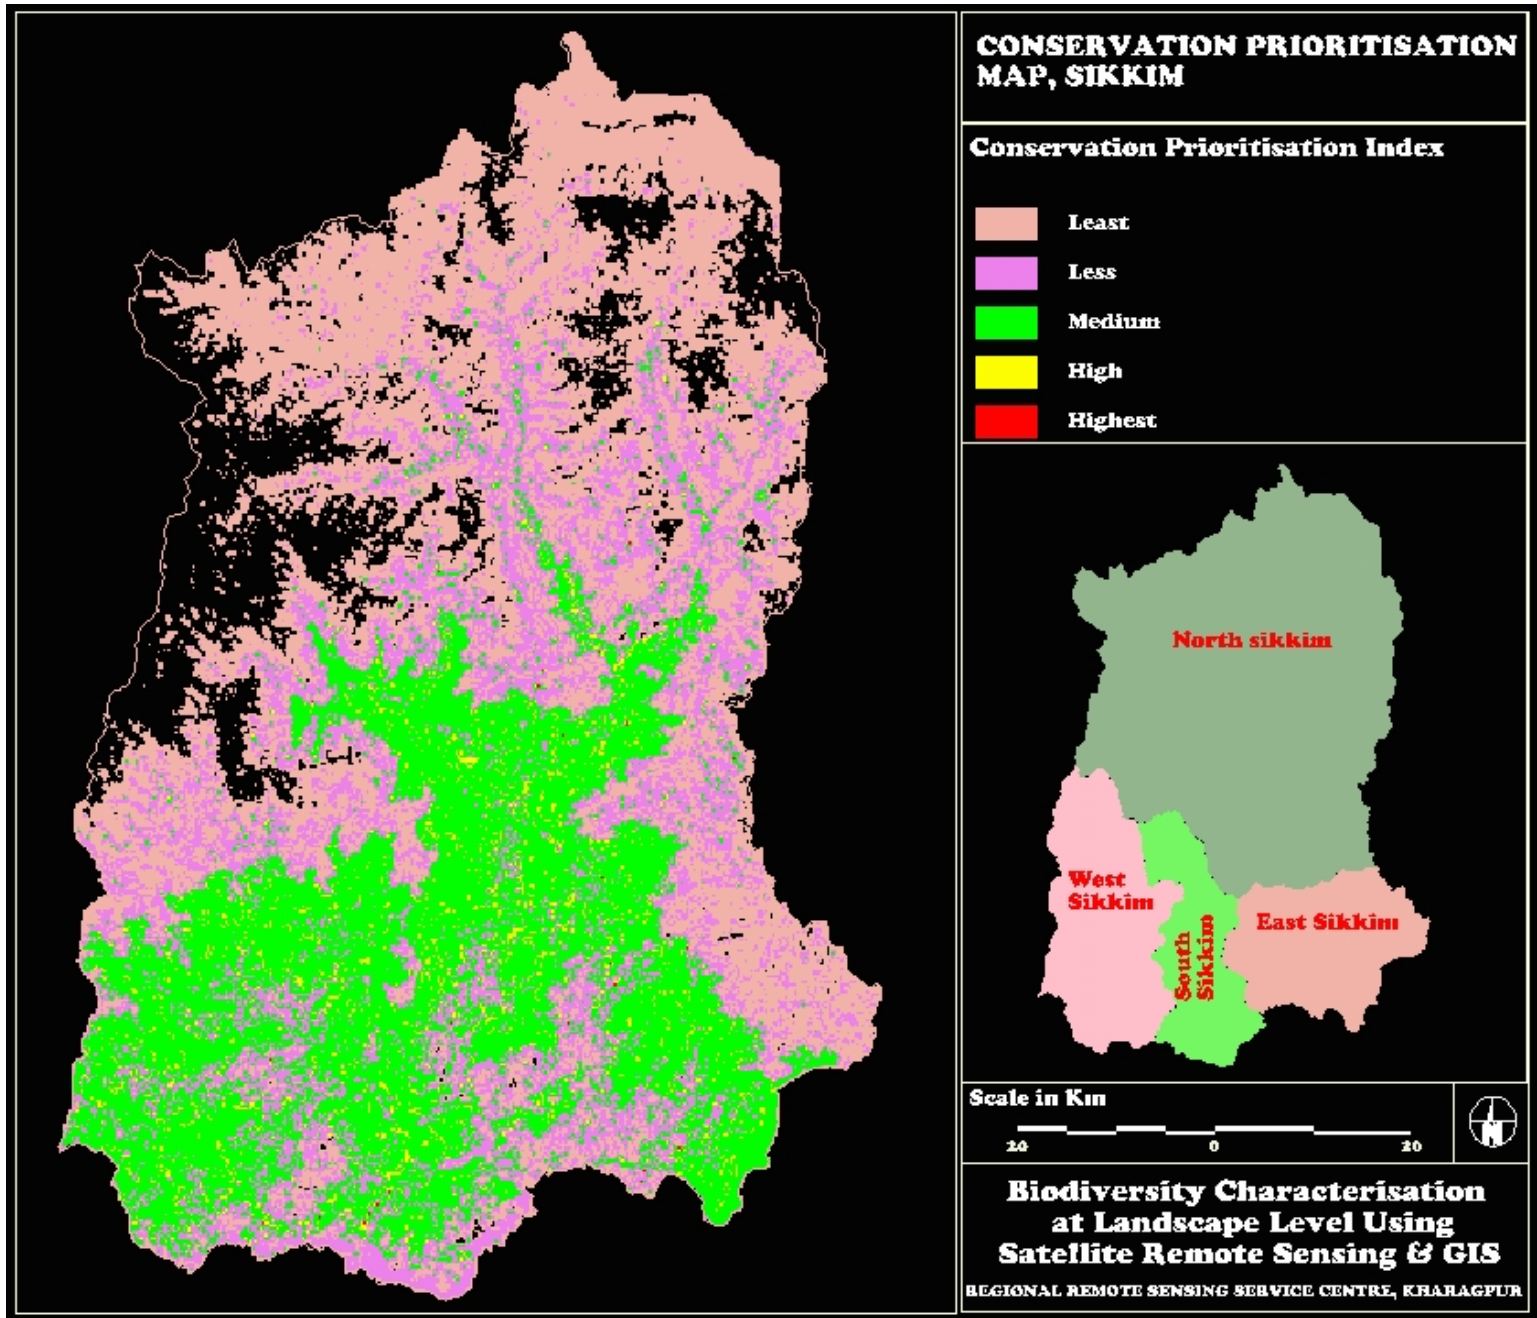 CONSERVATION PRIORITISATION
MAP, SIKKIM
Conservation Prioritisation Index
Least
Less
Medium
High
Highest
North sikkim
West
Sikkim
South
Sikkim
East Sikkim
Scale in Km
20 0 20
N
Biodiversity Characterisation
at Landscape Level Using
Satellite Remote Sensing & GIS
REGIONAL REMOTE SENSING SERVICE CENTRE, KHARAGPUR